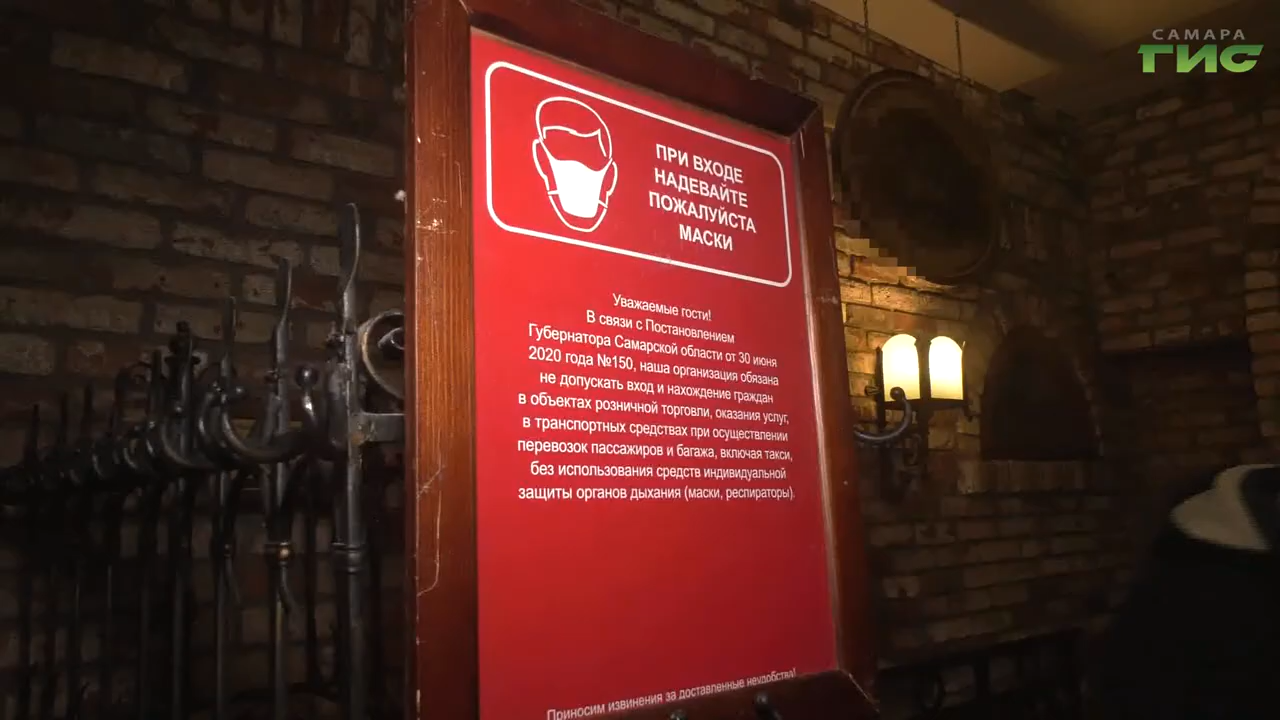 САМАРА
ГИС
ПРИ ВХОДЕ
НАДЕВАЙТЕ
ПОЖАЛУЙСТА
МАСКИ
Уважаемые гости!
В связи с Постановлением
Губернатора Самарской области от 30 июня
2020 года №150, наша организация обязана
не допускать вход и нахождение граждан
в объектах розничной торговли, оказания услуг,
в транспортных средствах при осуществлении
перевозок пассажиров и багажа, включая такси,
без использования средств индивидуальной
защиты органов дыхания (маски, респираторы).
Приносим извинения за доставленные неудобства!